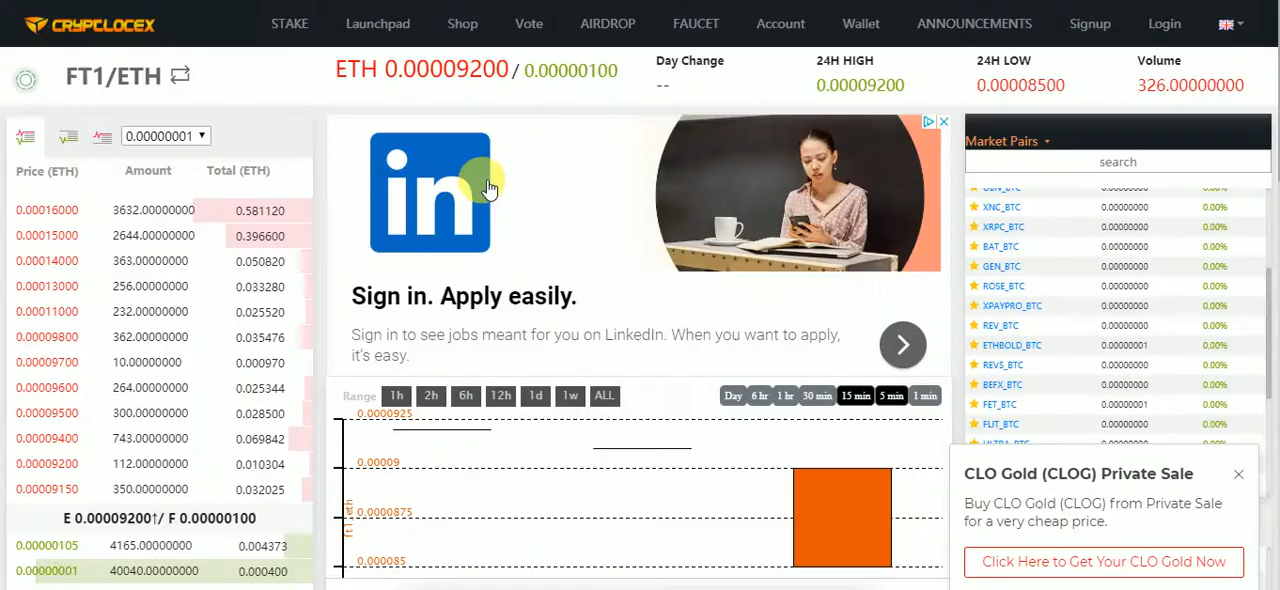 CRYPTLOCEX STAKE Launchpad Shop Vote AIRDROP FAUCET Account Wallet ANNOUNCEMENTS Signup Login
FT1/ETH
ETH 0.00009200 / 0.00000100
Day Change
--
24H HIGH
0.00009200
24H LOW
0.00008500
Volume
326.00000000
0.00000001
Price (ETH) Amount Total (ETH)
0.00016000 3632.00000000 0.581120
0.00015000 2644.00000000 0.396600
0.00014000 363.00000000 0.050820
0.00013000 256.00000000 0.033280
0.00011000 232.00000000 0.025520
0.00009800 362.00000000 0.035476
0.00009700 10.00000000 0.000970
0.00009600 264.00000000 0.025344
0.00009500 300.00000000 0.028500
0.00009400 743.00000000 0.069842
0.00009200 112.00000000 0.010304
0.00009150 350.00000000 0.032025
E 0.00009200↑/ F 0.00000100
0.00000105 4165.00000000 0.004373
0.00000001 40040.00000000 0.000400
in
Sign in. Apply easily.
Sign in to see jobs meant for you on LinkedIn. When you want to apply,
it's easy.
Range 1h 2h 6h 12h 1d 1w ALL
Day 6 hr 1 hr 30 min 15 min 5 min 1 min
0.0000925
0.00009
0.0000875
0.000085
ft1_eth
Market Pairs
search
0.00000000 0.00%
XNC_BTC 0.00000000 0.00%
XRPC_BTC 0.00000000 0.00%
BAT_BTC 0.00000000 0.00%
GEN_BTC 0.00000000 0.00%
ROSE_BTC 0.00000000 0.00%
XPAYPRO_BTC 0.00000000 0.00%
REV_BTC 0.00000000 0.00%
ETHBOLD_BTC 0.00000001 0.00%
REVS_BTC 0.00000000 0.00%
BEFX_BTC 0.00000000 0.00%
FET_BTC 0.00000001 0.00%
FLIT_BTC 0.00000000 0.00%
0.00000000 0.00%
CLO Gold (CLOG) Private Sale
Buy CLO Gold (CLOG) from Private Sale
for a very cheap price.
Click Here to Get Your CLO Gold Now